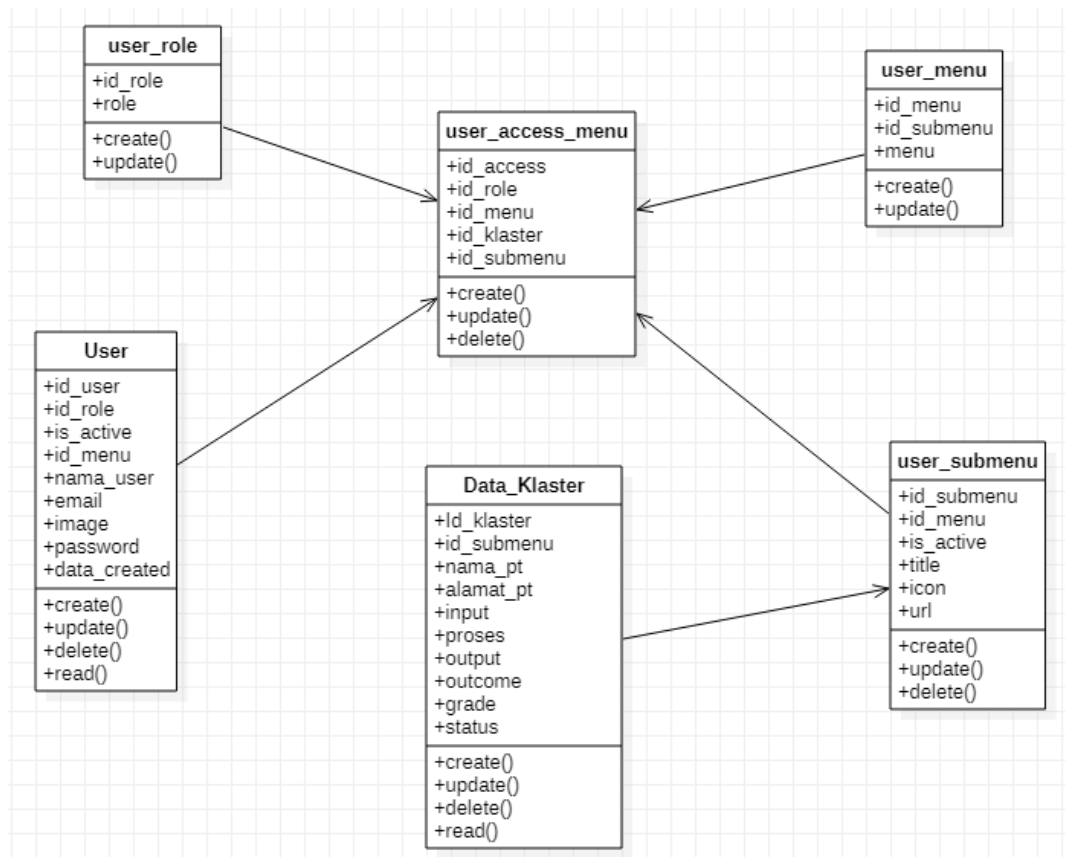 user_role
+id_role
+role
+create()
+update()
user_menu
+id_menu
+id_submenu
+menu
+create()
+update()
user_access_menu
+id_access
+id_role
+id_menu
+id_klaster
+id_submenu
+create()
+update()
+delete()
User
+id_user
+id_role
+is_active
+id_menu
+nama_user
+email
+image
+password
+data_created
+create()
+update()
+delete()
+read()
Data_Klaster
+Id_klaster
+id_submenu
+nama_pt
+alamat_pt
+input
+proses
+output
+outcome
+grade
+status
+create()
+update()
+delete()
+read()
user_submenu
+id_submenu
+id_menu
+is_active
+title
+icon
+url
+create()
+update()
+delete()